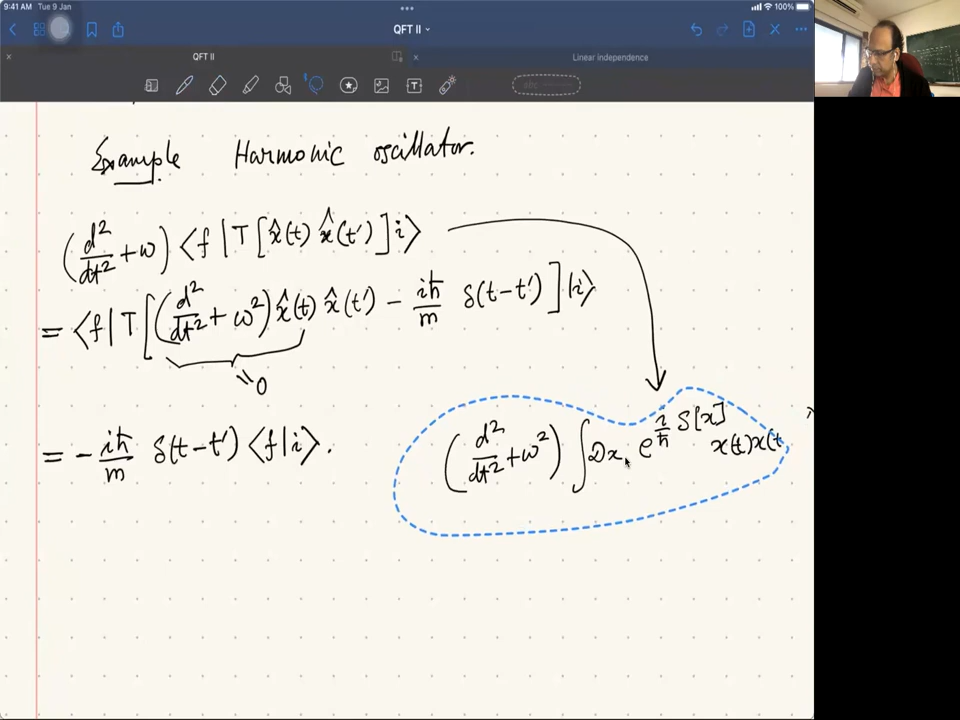 9:41 AM Tue 9 Jan
100%
QFT II
QFT II
Linear independence
Example Harmonic oscillator.
(d²/dt² + ω) ⟨f|T[x̂(t) x̂(t′)]i⟩
= ⟨f|T[(d²/dt² + ω²)x̂(t) x̂(t′) − iħ/m δ(t−t′)]|i⟩
= 0
= − iħ/m δ(t−t′) ⟨f|i⟩.
(d²/dt² + ω²) ∫𝒟x e^{i/ħ S[x]} x(t)x(t